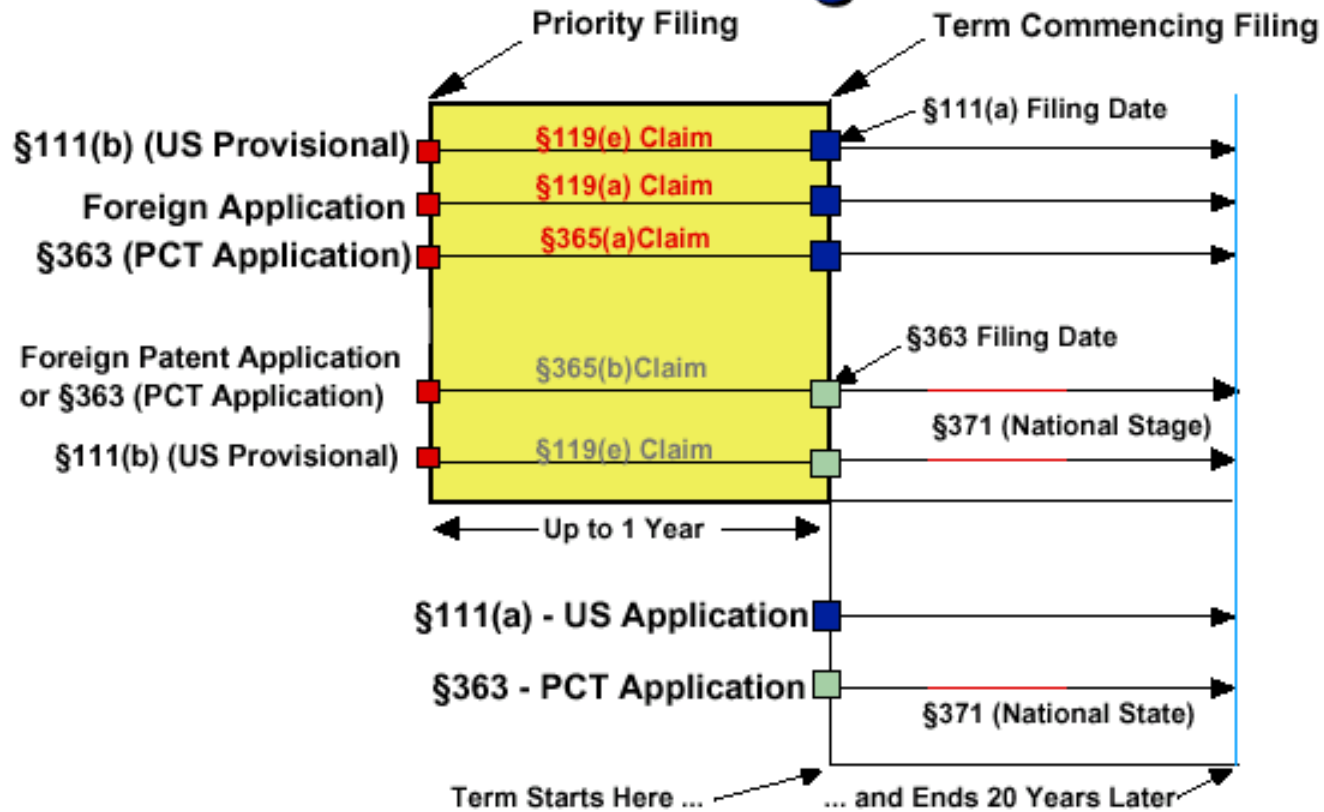 Priority Filing
Term Commencing Filing
§111(a) Filing Date
§111(b) (US Provisional)
§119(e) Claim
§119(a) Claim
Foreign Application
§365(a)Claim
§363 (PCT Application)
§363 Filing Date
Foreign Patent Application
or §363 (PCT Application)
§365(b)Claim
§371 (National Stage)
§111(b) (US Provisional)
§119(e) Claim
Up to 1 Year
§111(a) - US Application
§363 - PCT Application
§371 (National State)
Term Starts Here ...
... and Ends 20 Years Later